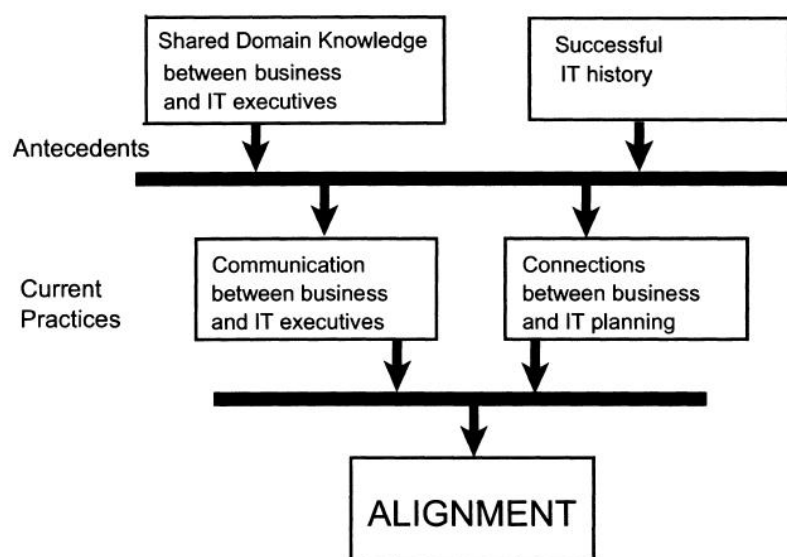 Shared Domain Knowledge
between business
and IT executives
Successful
IT history
Antecedents
Communication
between business
and IT executives
Connections
between business
and IT planning
Current
Practices
ALIGNMENT